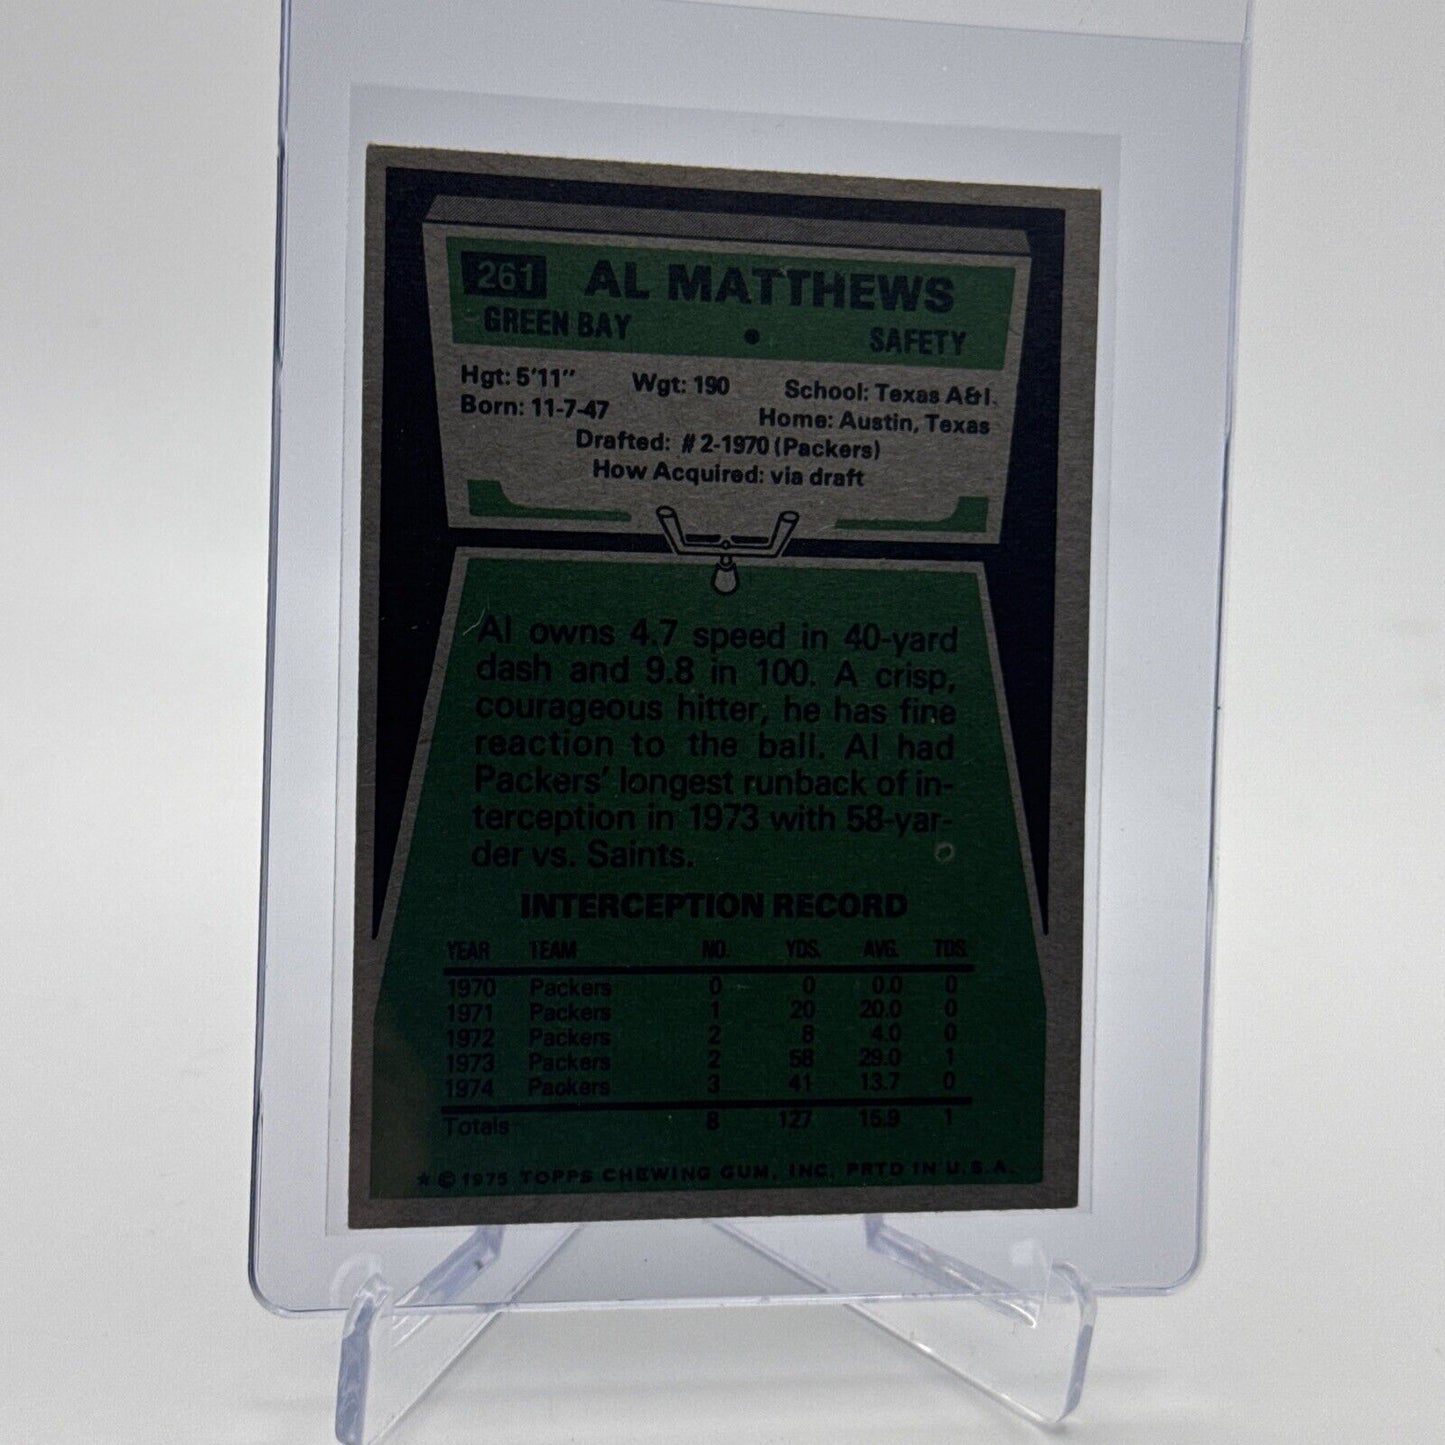 261 AL MATTHEWS
GREEN BAY • SAFETY
Hgt: 5'11" Wgt: 190 School: Texas A&I
Born: 11-7-47 Home: Austin, Texas
Drafted: #2-1970 (Packers)
How Acquired: via draft
Al owns 4.7 speed in 40-yard
dash and 9.8 in 100. A crisp,
courageous hitter, he has fine
reaction to the ball. Al had
Packers' longest runback of in-
terception in 1973 with 58-yar-
der vs. Saints.
INTERCEPTION RECORD
YEAR TEAM NO. YDS. AVG. TDS.
1970 Packers 0 0 0.0 0
1971 Packers 1 20 20.0 0
1972 Packers 2 8 4.0 0
1973 Packers 2 58 29.0 1
1974 Packers 3 41 13.7 0
Totals 8 127 15.9 1
* © 1975 TOPPS CHEWING GUM, INC. PRTD IN U.S.A.